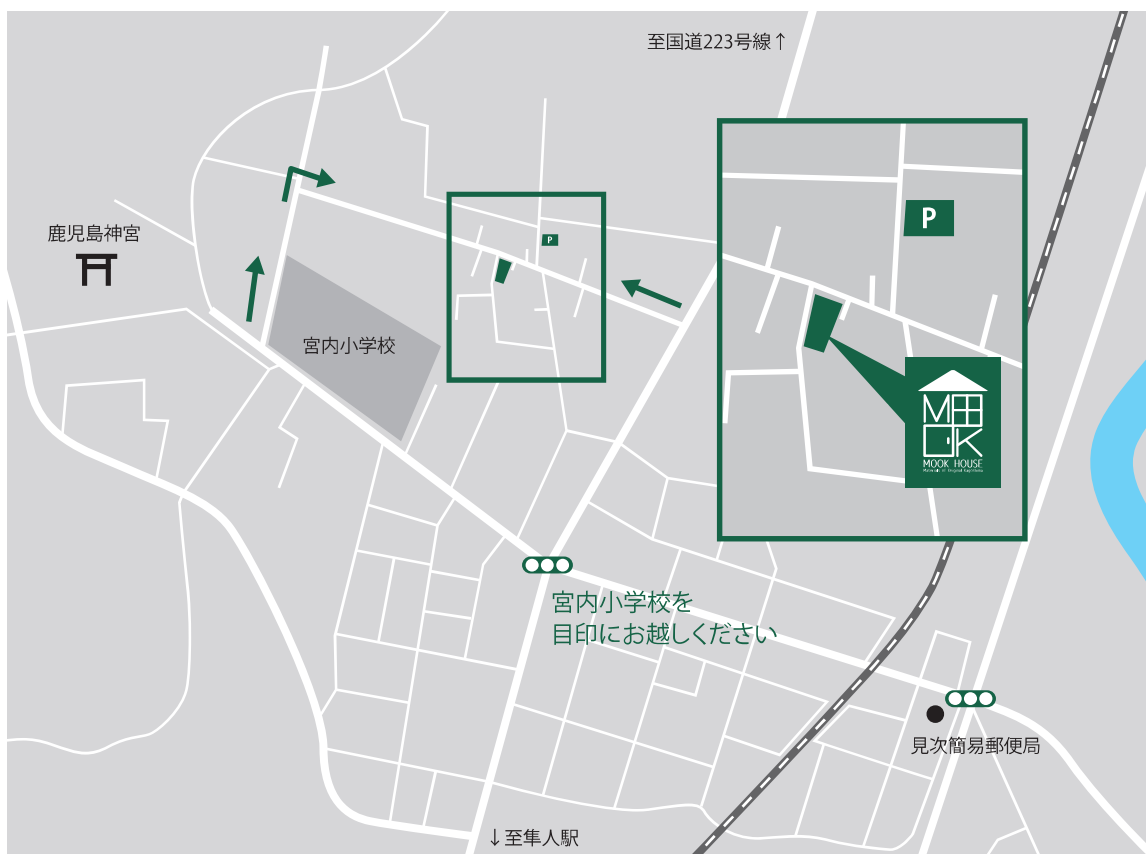 至国道223号線↑
鹿児島神宮
P
P
宮内小学校
MOOK
MOOK HOUSE
宮内小学校を
目印にお越しください
見次簡易郵便局
↓至隼人駅